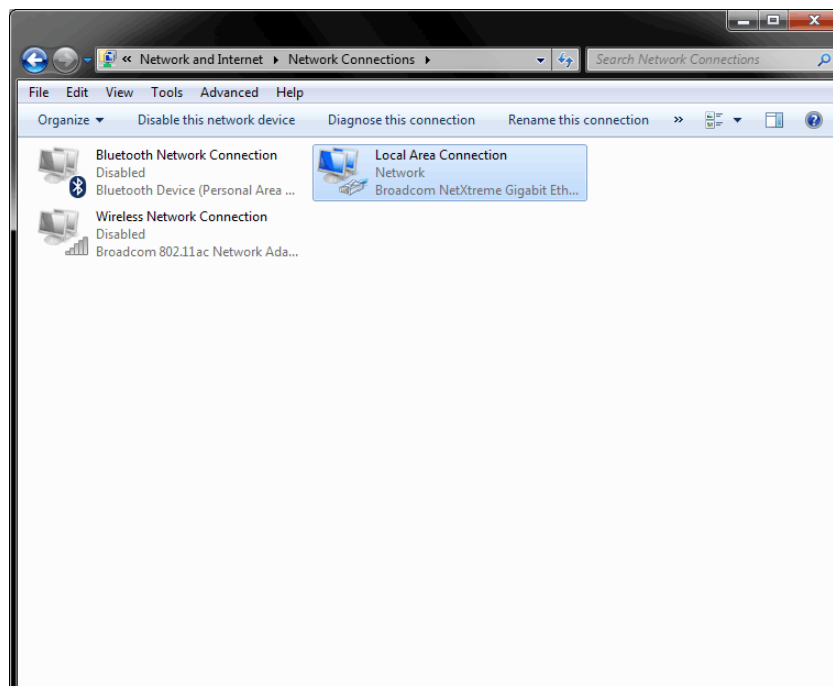 « Network and Internet ▸ Network Connections ▸ Search Network Connections
File Edit View Tools Advanced Help
Organize ▾ Disable this network device Diagnose this connection Rename this connection »
Bluetooth Network Connection
Disabled
Bluetooth Device (Personal Area ...
Local Area Connection
Network
Broadcom NetXtreme Gigabit Eth...
Wireless Network Connection
Disabled
Broadcom 802.11ac Network Ada...